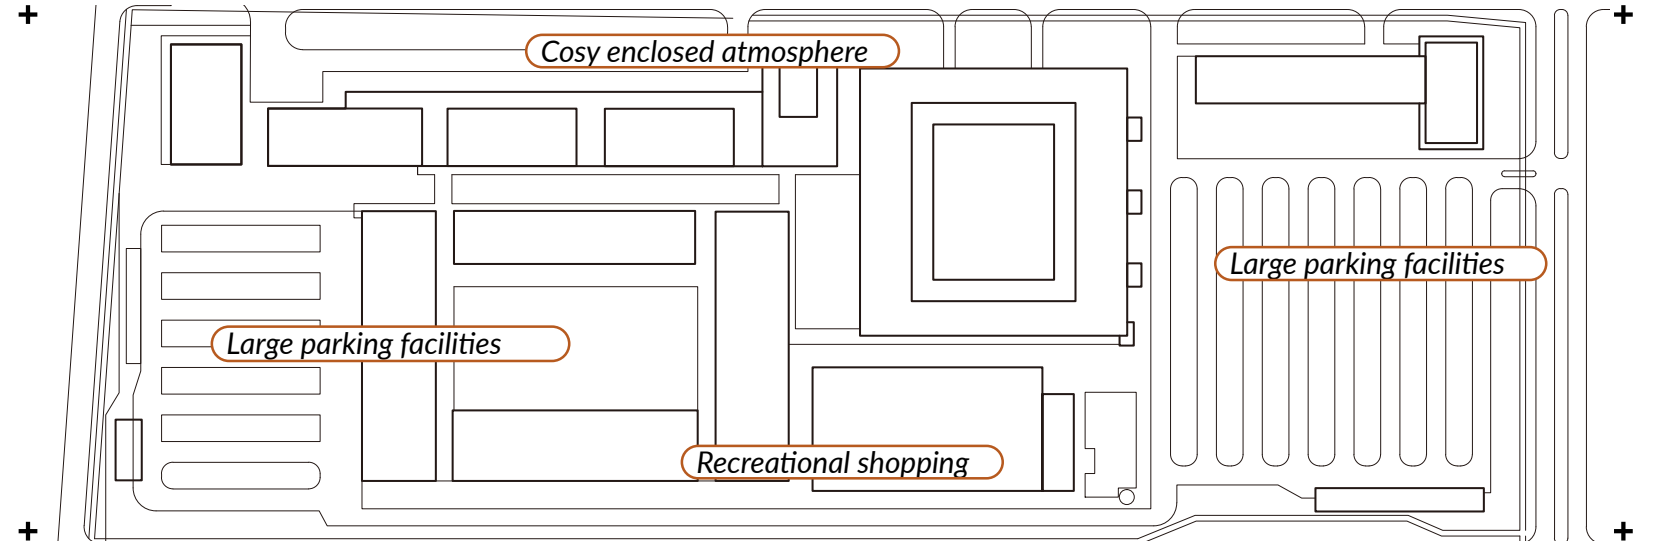 Cosy enclosed atmosphere
Large parking facilities
Large parking facilities
Recreational shopping